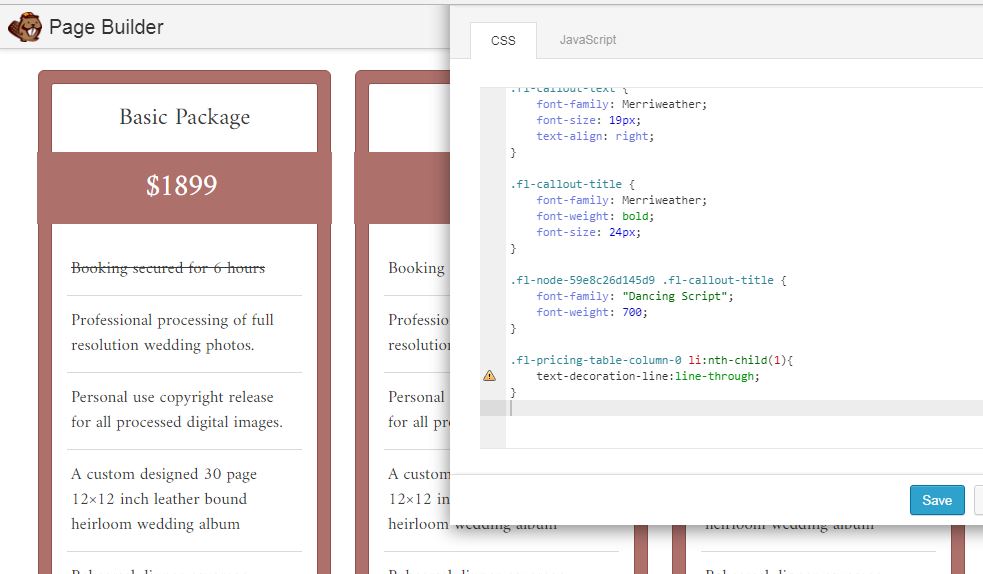 Page Builder
CSS
JavaScript
Basic Package
$1899
Booking secured for 6 hours
Professional processing of full
resolution wedding photos.
Personal use copyright release
for all processed digital images.
A custom designed 30 page
12×12 inch leather bound
heirloom wedding album
Booking
Professio
resolution
Personal
for all pr
A custom
12×12 in
heirloom wedding album
heirloom wedding album
.fl-callout-text {
font-family: Merriweather;
font-size: 19px;
text-align: right;
}
.fl-callout-title {
font-family: Merriweather;
font-weight: bold;
font-size: 24px;
}
.fl-node-59e8c26d145d9 .fl-callout-title {
font-family: "Dancing Script";
font-weight: 700;
}
.fl-pricing-table-column-0 li:nth-child(1){
text-decoration-line:line-through;
}
Save